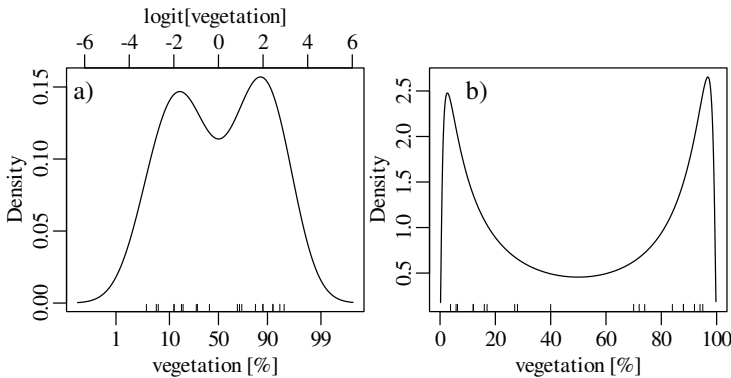 logit[vegetation]
-6 -4 -2 0 2 4 6
a)
Density
0.00 0.05 0.10 0.15
1 10 50 90 99
vegetation [%]
b)
Density
0.5 1.0 1.5 2.0 2.5
0 20 40 60 80 100
vegetation [%]